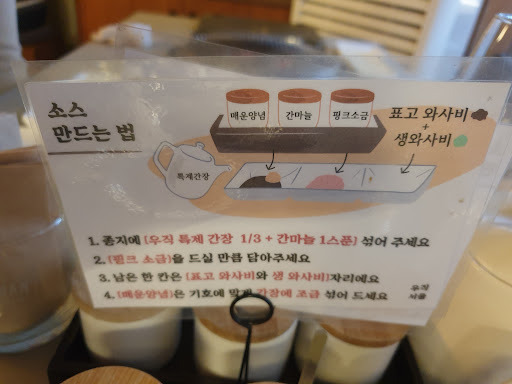 소스
만드는 법
매운양념
간마늘
핑크소금
표고 와사비
+
생와사비
특제간장
1. 종지에 (우직 특제 간장 1/3 + 간마늘 1스푼) 섞어 주세요
2. (핑크 소금)을 드실 만큼 담아주세요
3. 남은 한 칸은 (표고 와사비와 생 와사비)자리에요
4. (매운양념)은 기호에 맞게 간장에 조금 섞어 드세요
우직
서울